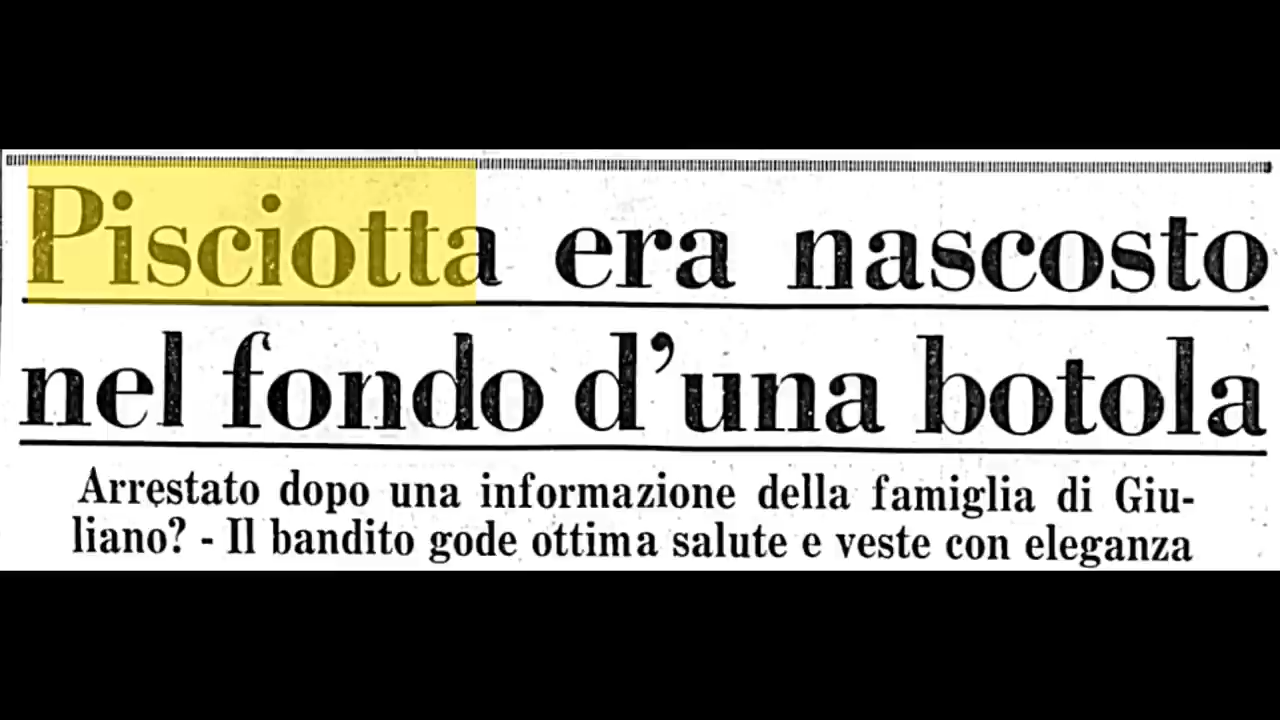 Pisciotta era nascosto
nel fondo d'una botola
Arrestato dopo una informazione della famiglia di Giu-
liano? - Il bandito gode ottima salute e veste con eleganza